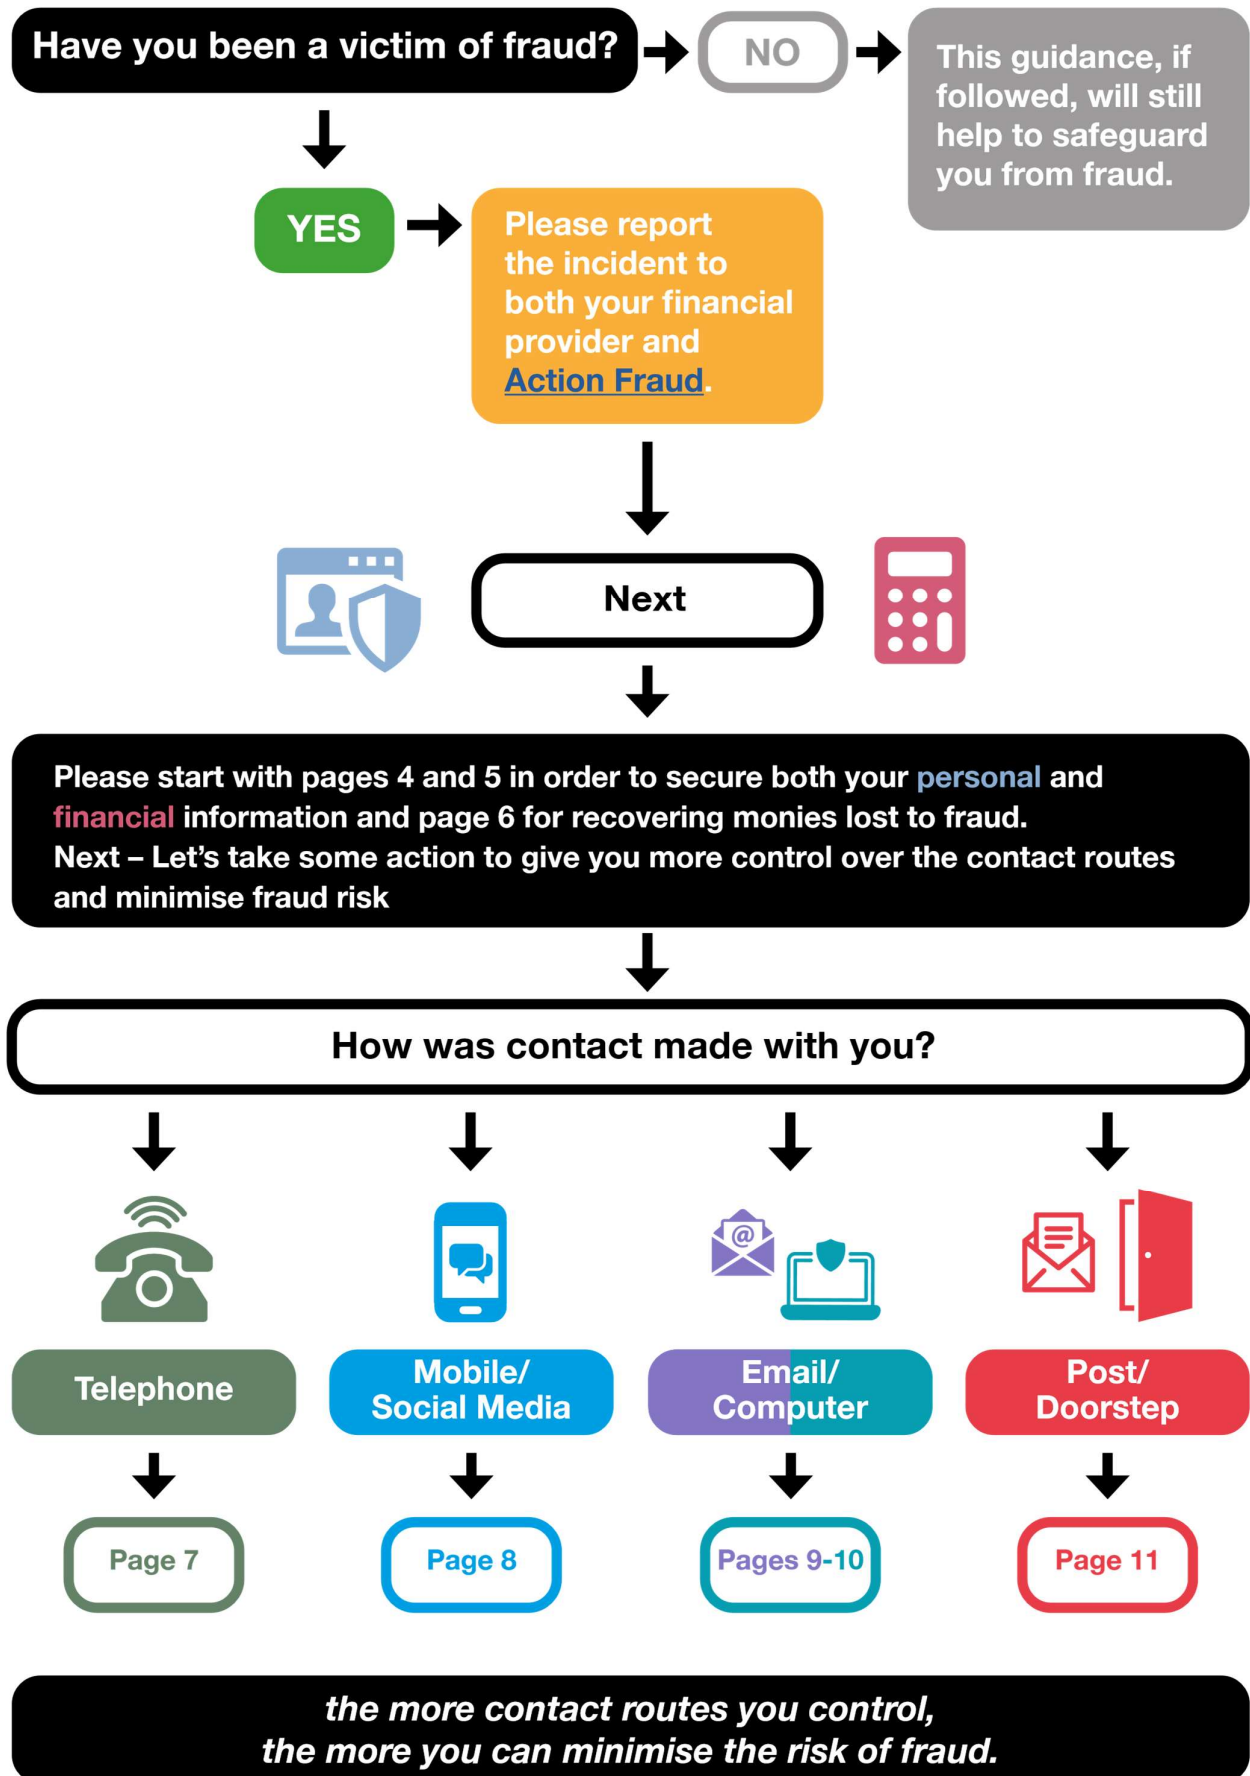 Have you been a victim of fraud?
NO
This guidance, if
followed, will still
help to safeguard
you from fraud.
YES
Please report
the incident to
both your financial
provider and
Action Fraud.
Next
Please start with pages 4 and 5 in order to secure both your personal and
financial information and page 6 for recovering monies lost to fraud.
Next – Let's take some action to give you more control over the contact routes
and minimise fraud risk
How was contact made with you?
@
Telephone
Mobile/
Social Media
Email/
Computer
Post/
Doorstep
Page 7
Page 8
Pages 9-10
Page 11
the more contact routes you control,
the more you can minimise the risk of fraud.